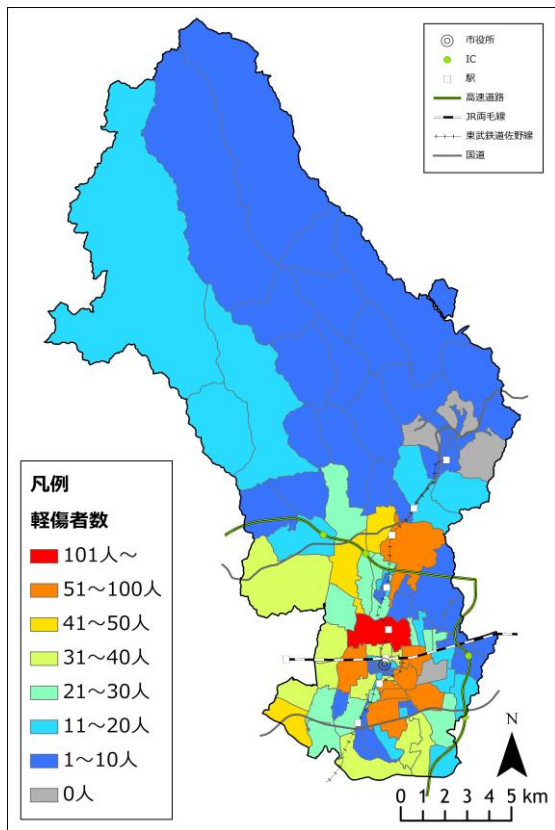 市役所
IC
駅
高速道路
JR両毛線
東武鉄道佐野線
国道
凡例
軽傷者数
101人～
51～100人
41～50人
31～40人
21～30人
11～20人
1～10人
0人
N
0 1 2 3 4 5 km